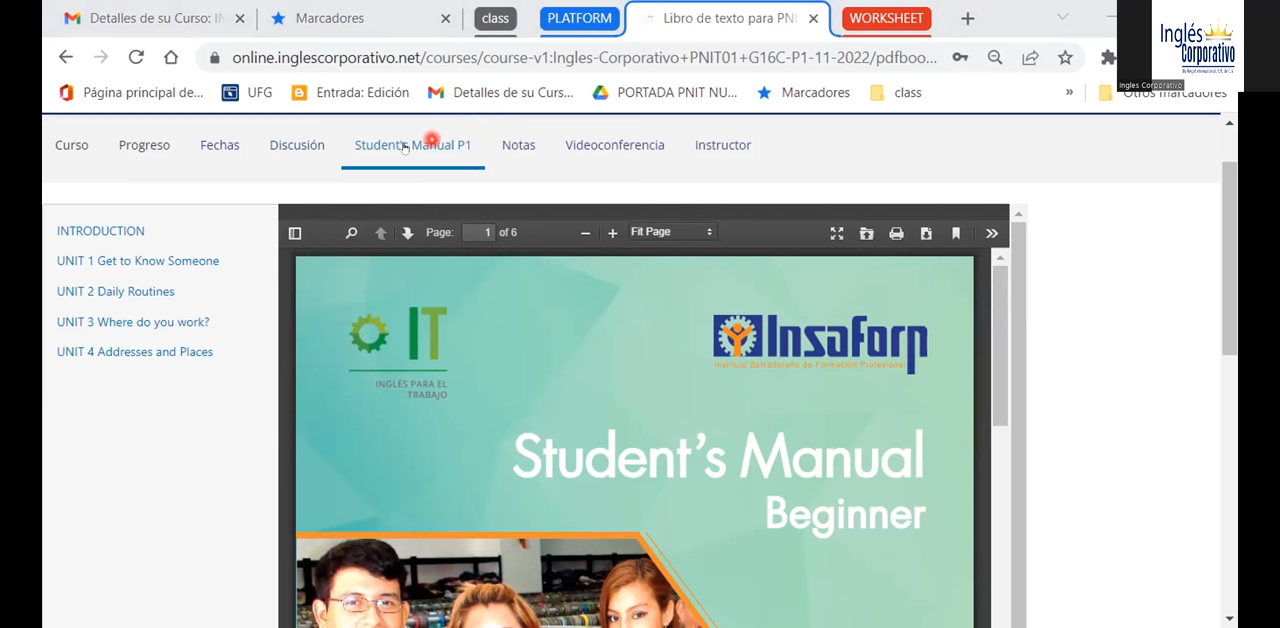 Detalles de su Curso: IN
Marcadores
class
PLATFORM
Libro de texto para PNI
WORKSHEET
online.inglescorporativo.net/courses/course-v1:Ingles-Corporativo+PNIT01+G16C-P1-11-2022/pdfboo...
Página principal de...
UFG
Entrada: Edición
Detalles de su Curs...
PORTADA PNIT NU...
Marcadores
class
»
Otros marcadores
Inglés
Corporativo
Ingles Corporativo
Curso
Progreso
Fechas
Discusión
Student's Manual P1
Notas
Videoconferencia
Instructor
INTRODUCTION
UNIT 1 Get to Know Someone
UNIT 2 Daily Routines
UNIT 3 Where do you work?
UNIT 4 Addresses and Places
Page: 1 of 6
Fit Page
IT
INGLÉS PARA EL
TRABAJO
Insaforp
Instituto Salvadoreño de Formación Profesional
Student's Manual
Beginner